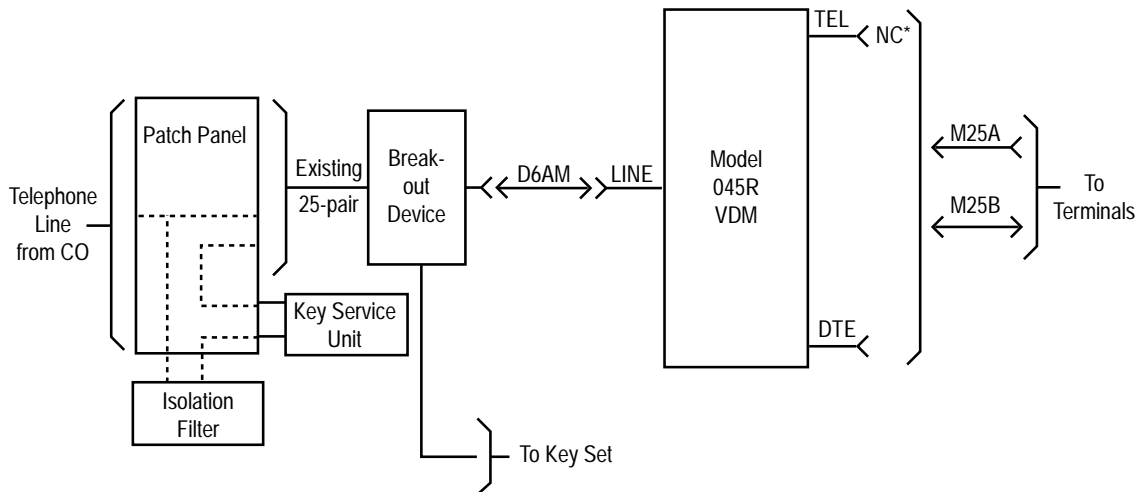 TEL
NC*
Patch Panel
M25A
Existing
25-pair
Break-
out
Device
D6AM
LINE
Model
045R
VDM
To
Terminals
Telephone
Line
from CO
M25B
Key Service
Unit
DTE
Isolation
Filter
To Key Set